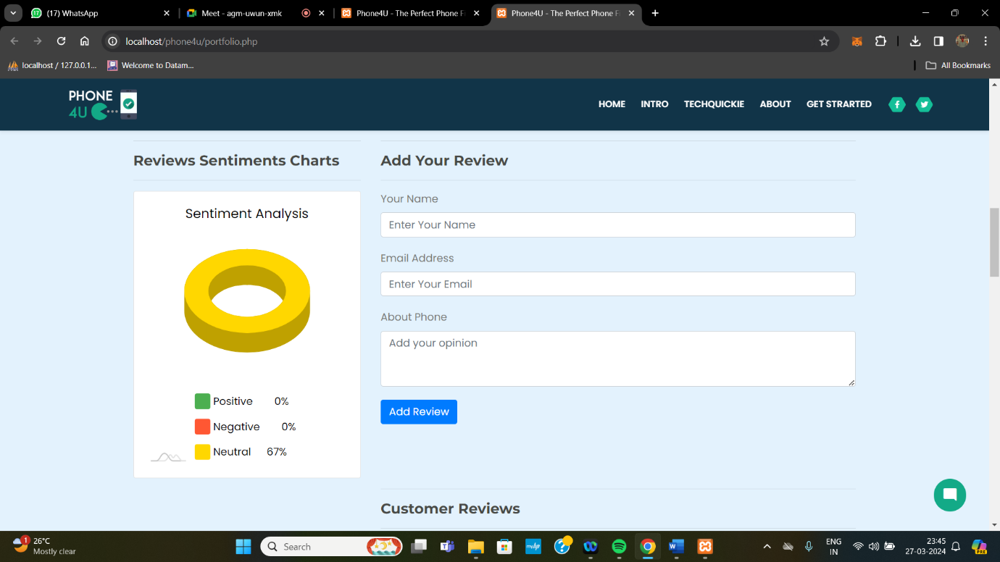 (17) WhatsApp
Meet - agm-uwun-xmk
Phone4U - The Perfect Phone Fi
Phone4U - The Perfect Phone Fi
localhost/phone4u/portfolio.php
localhost / 127.0.0.1...
Welcome to Datam...
All Bookmarks
PHONE
4U
HOME
INTRO
TECHQUICKIE
ABOUT
GET STRARTED
Reviews Sentiments Charts
Add Your Review
Sentiment Analysis
Positive 0%
Negative 0%
Neutral 67%
Your Name
Enter Your Name
Email Address
Enter Your Email
About Phone
Add your opinion
Add Review
Customer Reviews
1
26°C
Mostly clear
Search
ENG
IN
23:45
27-03-2024